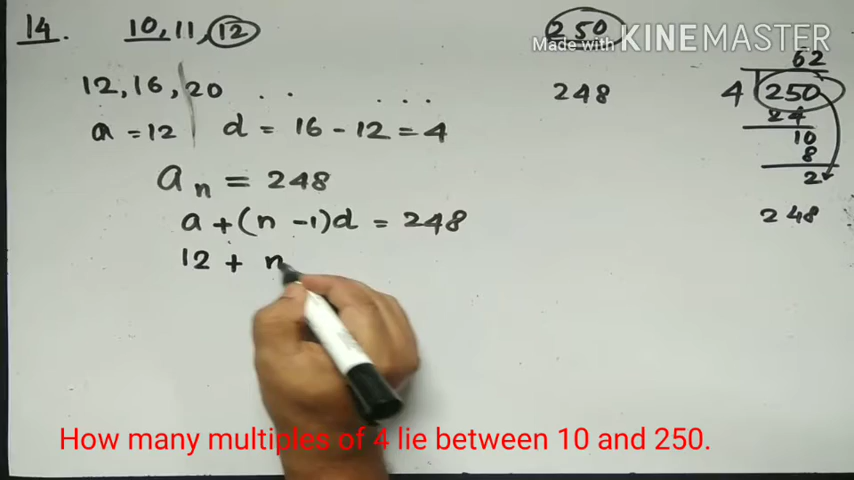 14. 10, 11, 12
250
Made with KINEMASTER
62
12, 16, 20 . . . . .
248
4 250
24
a = 12 d = 16 - 12 = 4
10
8
an = 248
2
a + (n - 1)d = 248
248
12 + n
How many multiples of 4 lie between 10 and 250.